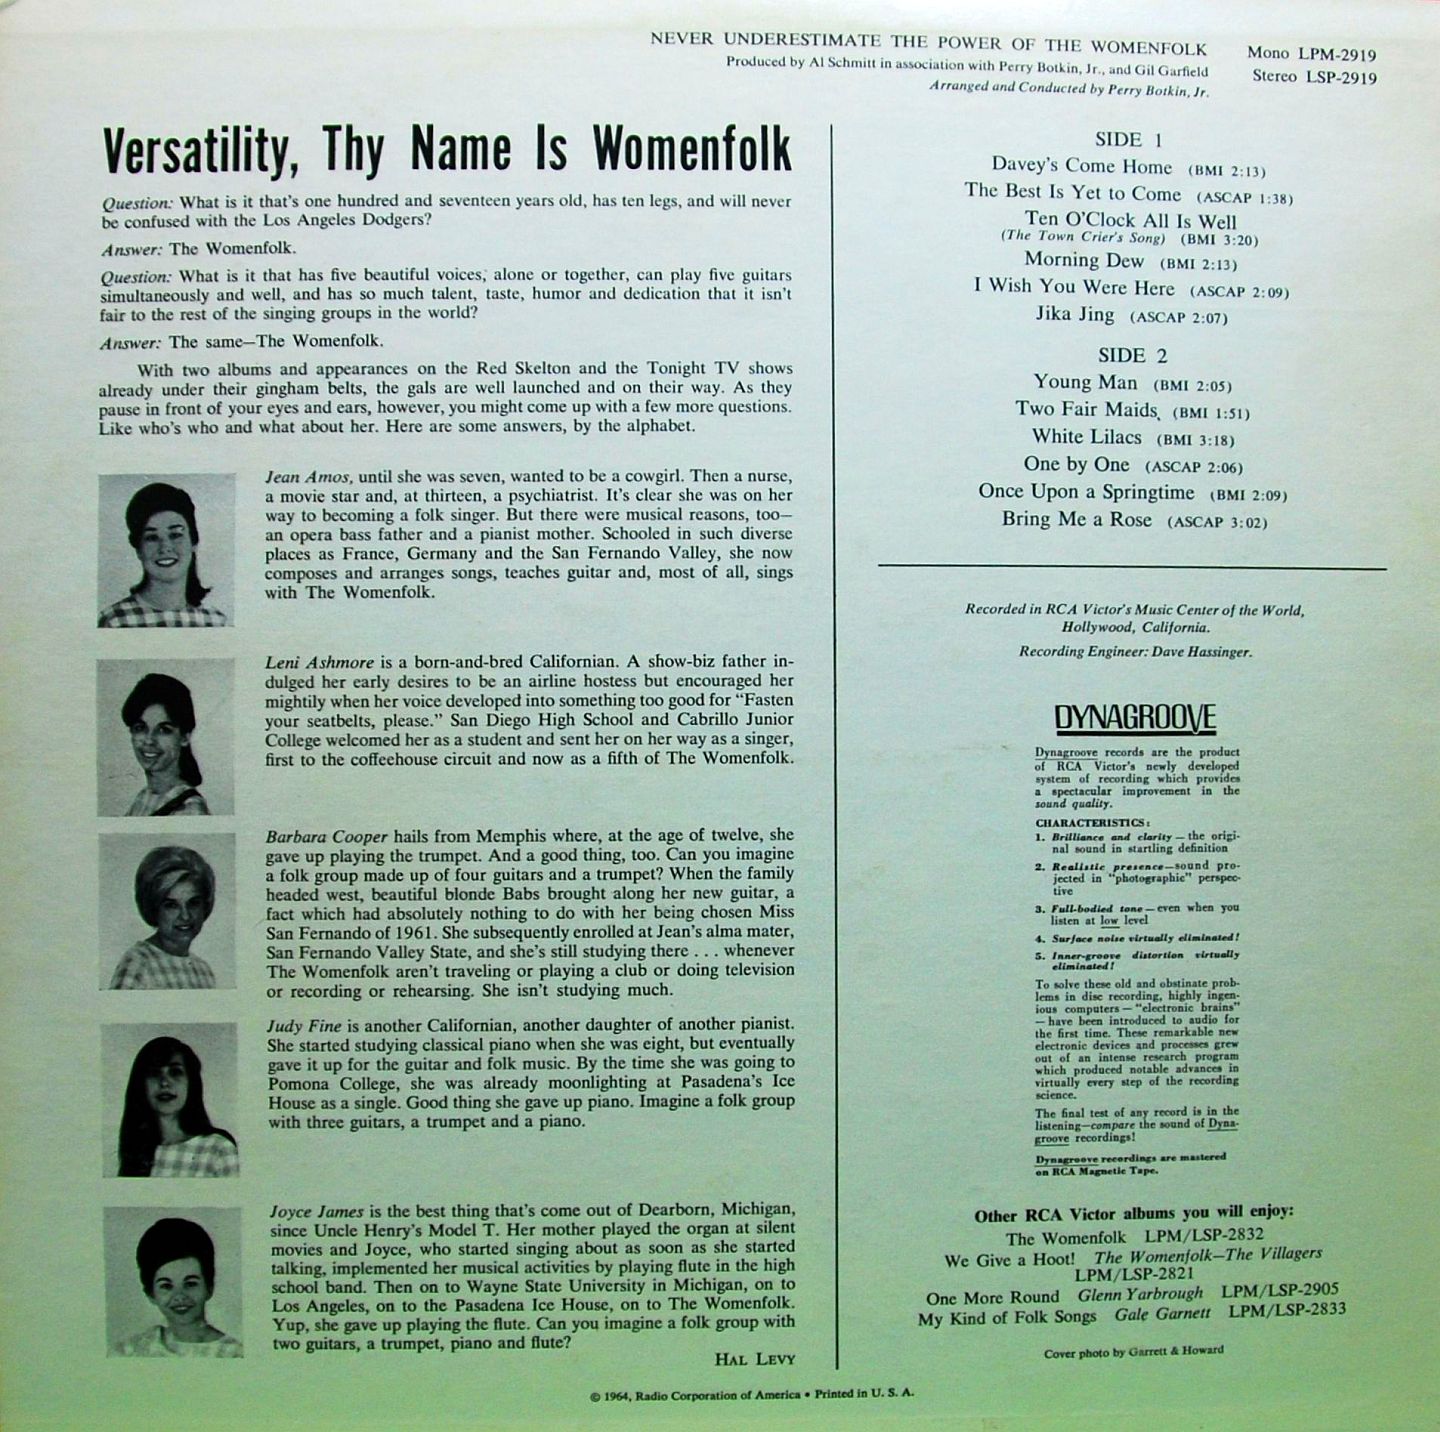 NEVER UNDERESTIMATE THE POWER OF THE WOMENFOLK
Produced by Al Schmitt in association with Perry Botkin, Jr., and Gil Garfield
Arranged and Conducted by Perry Botkin, Jr.
Mono LPM-2919
Stereo LSP-2919
Versatility, Thy Name Is Womenfolk
Question: What is it that's one hundred and seventeen years old, has ten legs, and will never
be confused with the Los Angeles Dodgers?
Answer: The Womenfolk.
Question: What is it that has five beautiful voices, alone or together, can play five guitars
simultaneously and well, and has so much talent, taste, humor and dedication that it isn't
fair to the rest of the singing groups in the world?
Answer: The same—The Womenfolk.
With two albums and appearances on the Red Skelton and the Tonight TV shows
already under their gingham belts, the gals are well launched and on their way. As they
pause in front of your eyes and ears, however, you might come up with a few more questions.
Like who's who and what about her. Here are some answers, by the alphabet.
Jean Amos, until she was seven, wanted to be a cowgirl. Then a nurse,
a movie star and, at thirteen, a psychiatrist. It's clear she was on her
way to becoming a folk singer. But there were musical reasons, too—
an opera bass father and a pianist mother. Schooled in such diverse
places as France, Germany and the San Fernando Valley, she now
composes and arranges songs, teaches guitar and, most of all, sings
with The Womenfolk.
Leni Ashmore is a born-and-bred Californian. A show-biz father in-
dulged her early desires to be an airline hostess but encouraged her
mightily when her voice developed into something too good for "Fasten
your seatbelts, please." San Diego High School and Cabrillo Junior
College welcomed her as a student and sent her on her way as a singer,
first to the coffeehouse circuit and now as a fifth of The Womenfolk.
Barbara Cooper hails from Memphis where, at the age of twelve, she
gave up playing the trumpet. And a good thing, too. Can you imagine
a folk group made up of four guitars and a trumpet? When the family
headed west, beautiful blonde Babs brought along her new guitar, a
fact which had absolutely nothing to do with her being chosen Miss
San Fernando of 1961. She subsequently enrolled at Jean's alma mater,
San Fernando Valley State, and she's still studying there . . . whenever
The Womenfolk aren't traveling or playing a club or doing television
or recording or rehearsing. She isn't studying much.
Judy Fine is another Californian, another daughter of another pianist.
She started studying classical piano when she was eight, but eventually
gave it up for the guitar and folk music. By the time she was going to
Pomona College, she was already moonlighting at Pasadena's Ice
House as a single. Good thing she gave up piano. Imagine a folk group
with three guitars, a trumpet and a piano.
Joyce James is the best thing that's come out of Dearborn, Michigan,
since Uncle Henry's Model T. Her mother played the organ at silent
movies and Joyce, who started singing about as soon as she started
talking, implemented her musical activities by playing flute in the high
school band. Then on to Wayne State University in Michigan, on to
Los Angeles, on to the Pasadena Ice House, on to The Womenfolk.
Yup, she gave up playing the flute. Can you imagine a folk group with
two guitars, a trumpet, piano and flute?
HAL LEVY
SIDE 1
Davey's Come Home (BMI 2:13)
The Best Is Yet to Come (ASCAP 1:38)
Ten O'Clock All Is Well
(The Town Crier's Song) (BMI 3:20)
Morning Dew (BMI 2:13)
I Wish You Were Here (ASCAP 2:09)
Jika Jing (ASCAP 2:07)
SIDE 2
Young Man (BMI 2:05)
Two Fair Maids (BMI 1:51)
White Lilacs (BMI 3:18)
One by One (ASCAP 2:06)
Once Upon a Springtime (BMI 2:09)
Bring Me a Rose (ASCAP 3:02)
Recorded in RCA Victor's Music Center of the World,
Hollywood, California.
Recording Engineer: Dave Hassinger.
DYNAGROOVE
Dynagroove records are the product
of RCA Victor's newly developed
system of recording which provides
a spectacular improvement in the
sound quality.
CHARACTERISTICS:
1. Brilliance and clarity—the origi-
nal sound in startling definition
2. Realistic presence—sound pro-
jected in "photographic" perspec-
tive
3. Full-bodied tone—even when you
listen at low level
4. Surface noise virtually eliminated!
5. Inner-groove distortion virtually
eliminated!
To solve these old and obstinate prob-
lems in disc recording, highly ingen-
ious computers—"electronic brains"
—have been introduced to audio for
the first time. These remarkable new
electronic devices and processes grew
out of an intense research program
which produced notable advances in
virtually every step of the recording
science.
The final test of any record is in the
listening—compare the sound of Dyna-
groove recordings!
Dynagroove recordings are mastered
on RCA Magnetic Tape.
Other RCA Victor albums you will enjoy:
The Womenfolk LPM/LSP-2832
We Give a Hoot! The Womenfolk—The Villagers
LPM/LSP-2821
One More Round Glenn Yarbrough LPM/LSP-2905
My Kind of Folk Songs Gale Garnett LPM/LSP-2833
Cover photo by Garrett & Howard
© 1964, Radio Corporation of America • Printed in U. S. A.